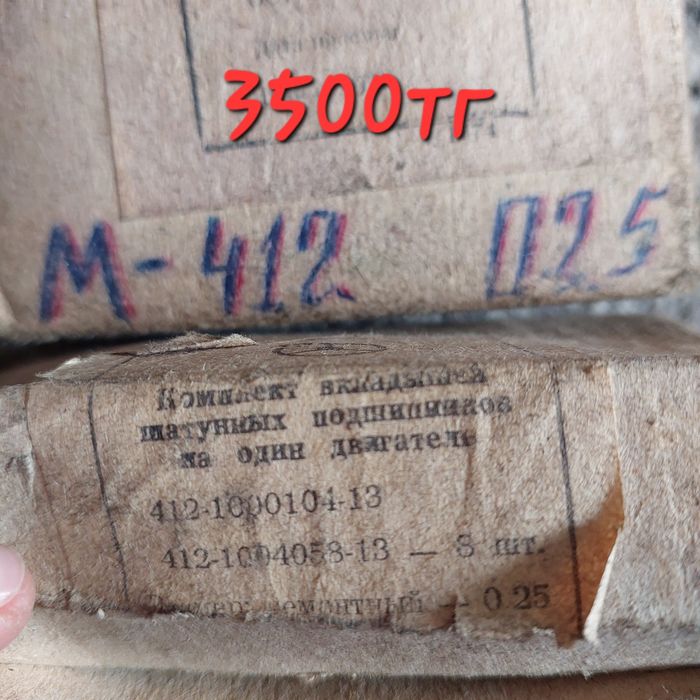 3500тг
М-412 П2.5
Комплект вкладышей
шатунных подшипников
на один двигатель
412-1000104-13
412-1004058-13 — 8 шт.
ремонтный — 0.25